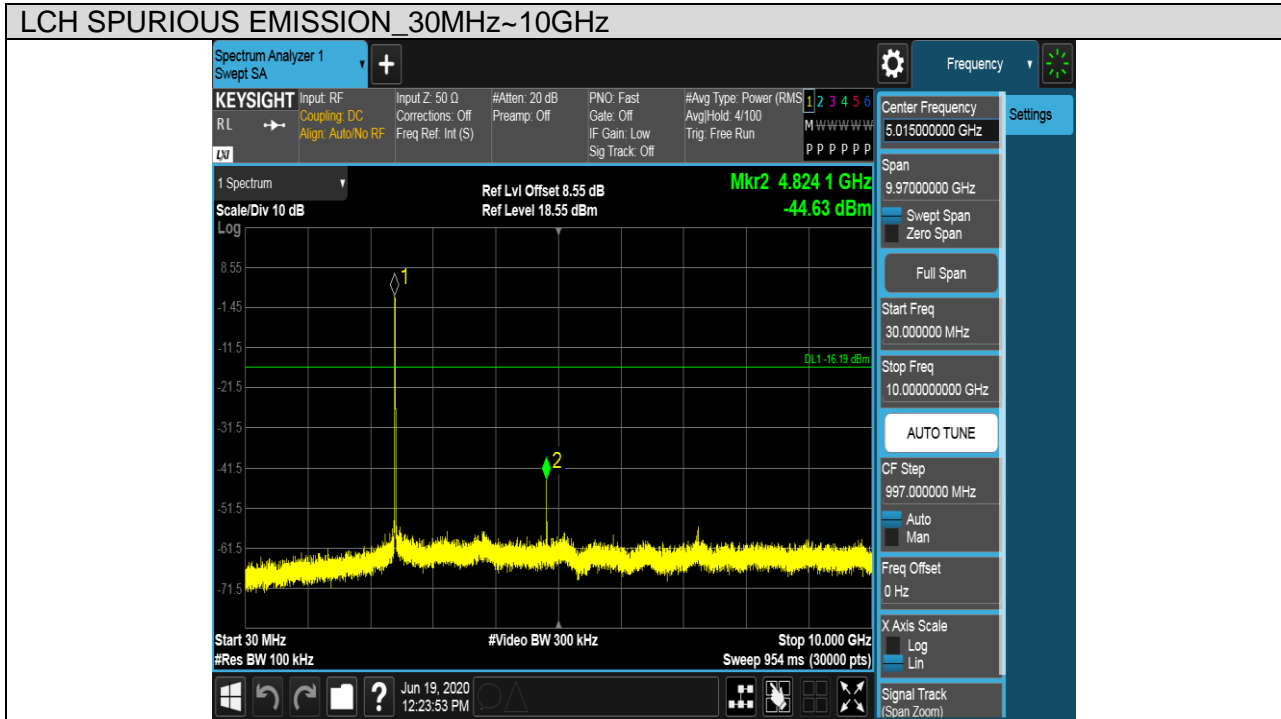 LCH SPURIOUS EMISSION_30MHz~10GHz
Spectrum Analyzer 1
Swept SA
+
Frequency
KEYSIGHT
RL
LXI
Input: RF
Coupling: DC
Align: Auto/No RF
Input Z: 50 Ω
Corrections: Off
Freq Ref: Int (S)
#Atten: 20 dB
Preamp: Off
PNO: Fast
Gate: Off
IF Gain: Low
Sig Track: Off
#Avg Type: Power (RMS
Avg|Hold: 4/100
Trig: Free Run
1 2 3 4 5 6
M W W W W W
P P P P P P
1 Spectrum
Scale/Div 10 dB
Ref Lvl Offset 8.55 dB
Ref Level 18.55 dBm
Mkr2 4.824 1 GHz
-44.63 dBm
Log
8.55
-1.45
-11.5
-21.5
-31.5
-41.5
-51.5
-61.5
-71.5
1
2
DL1 -16.19 dBm
Start 30 MHz
#Res BW 100 kHz
#Video BW 300 kHz
Stop 10.000 GHz
Sweep 954 ms (30000 pts)
?
Jun 19, 2020
12:23:53 PM
Center Frequency
5.015000000 GHz
Settings
Span
9.97000000 GHz
Swept Span
Zero Span
Full Span
Start Freq
30.000000 MHz
Stop Freq
10.000000000 GHz
AUTO TUNE
CF Step
997.000000 MHz
Auto
Man
Freq Offset
0 Hz
X Axis Scale
Log
Lin
Signal Track
(Span Zoom)